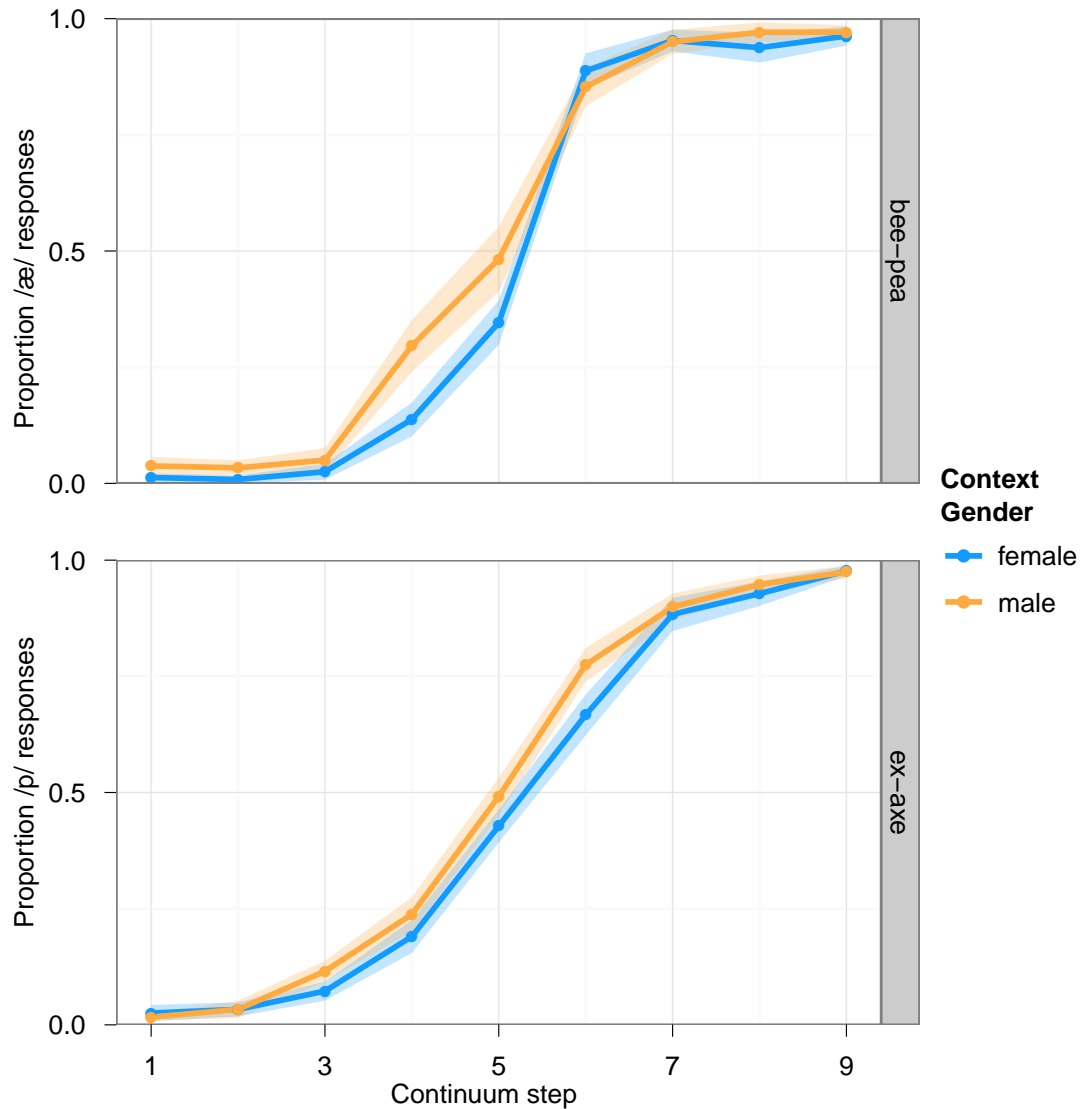 1.0
0.5
0.0
Proportion /æ/ responses
bee−pea
1.0
0.5
0.0
Proportion /p/ responses
ex−axe
1 3 5 7 9
Continuum step
Context
Gender
female
male